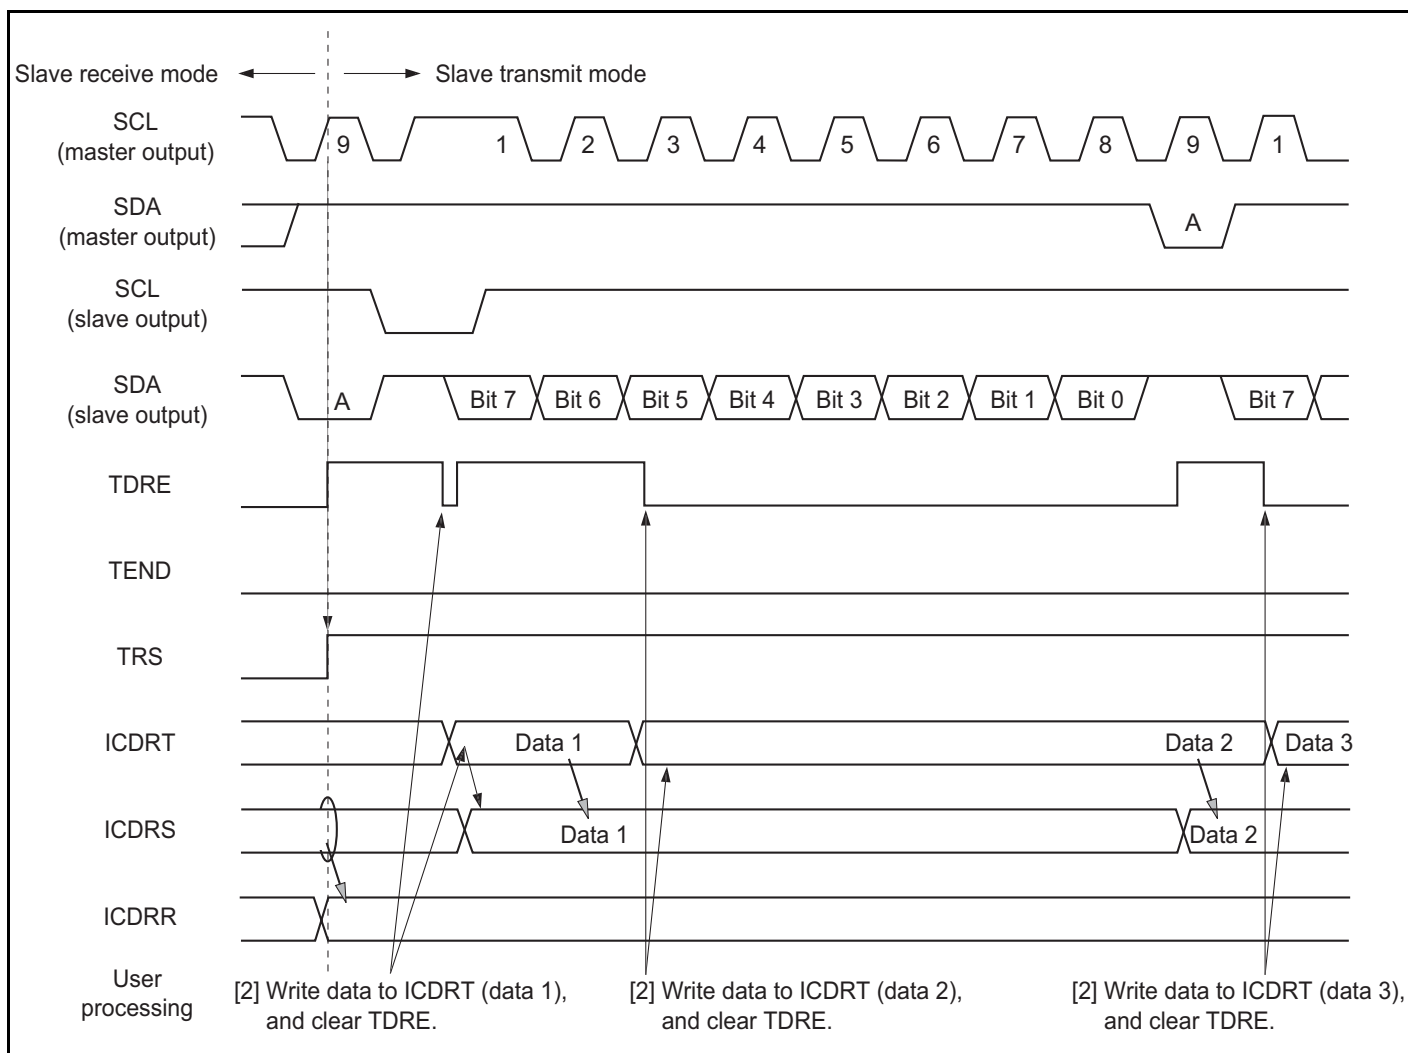 Slave receive mode
Slave transmit mode
SCL
(master output)
9 1 2 3 4 5 6 7 8 9 1
SDA
(master output)
A
SCL
(slave output)
SDA
(slave output)
A Bit 7 Bit 6 Bit 5 Bit 4 Bit 3 Bit 2 Bit 1 Bit 0 Bit 7
TDRE
TEND
TRS
ICDRT
Data 1 Data 2 Data 3
ICDRS
Data 1 Data 2
ICDRR
User
processing
[2] Write data to ICDRT (data 1),
and clear TDRE.
[2] Write data to ICDRT (data 2),
and clear TDRE.
[2] Write data to ICDRT (data 3),
and clear TDRE.